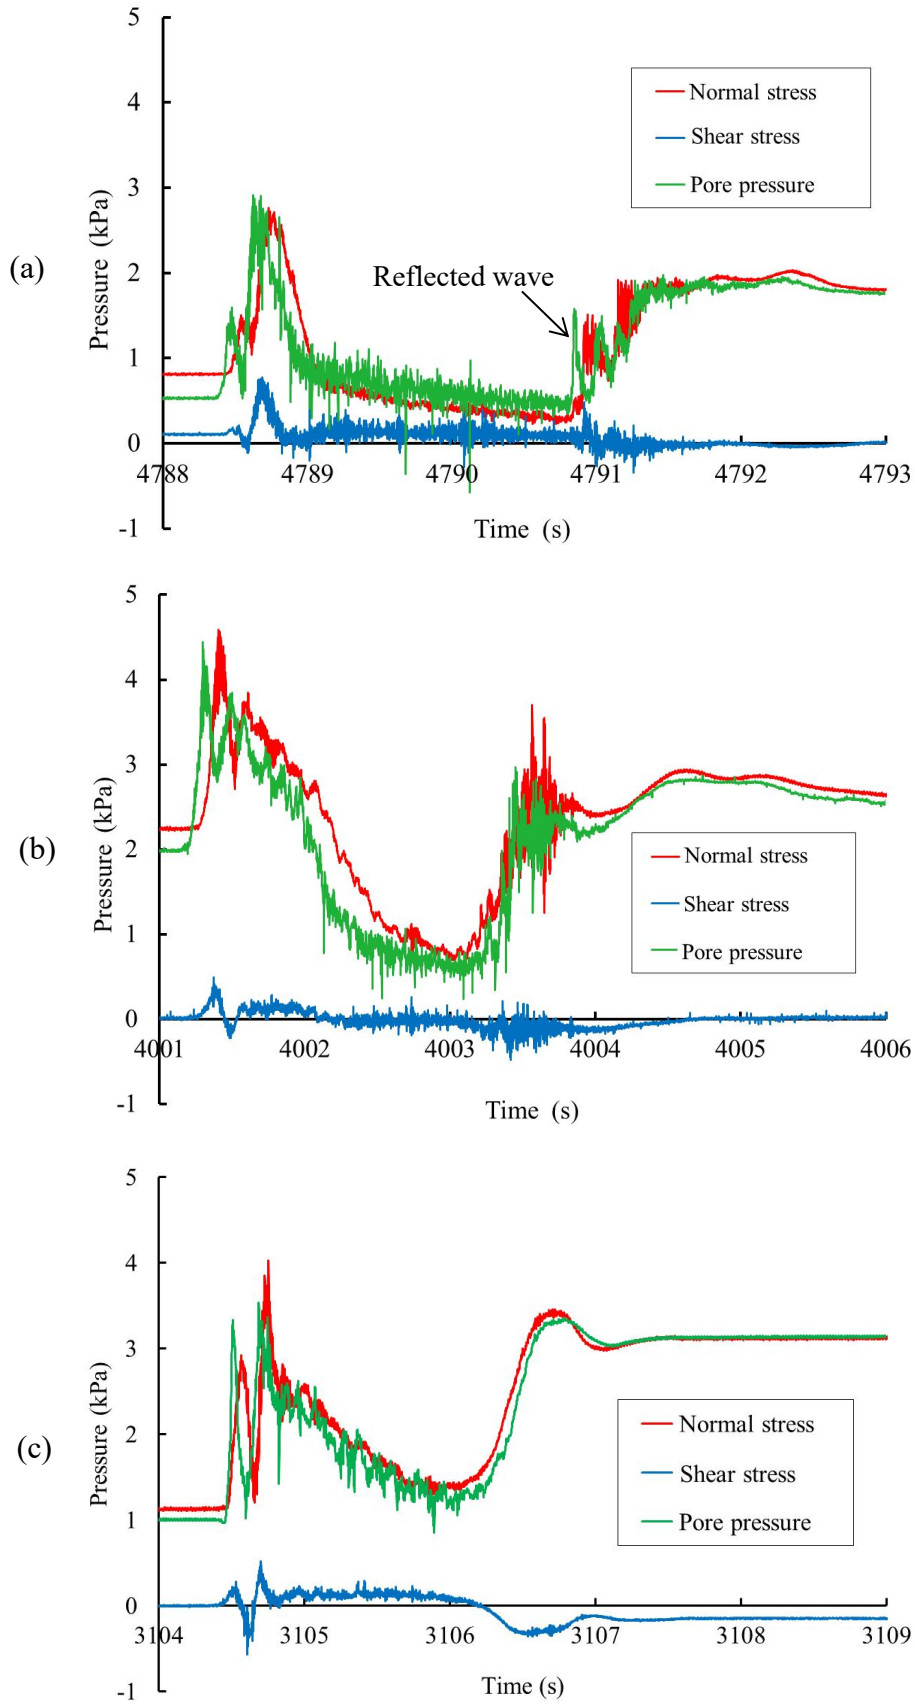 5
4
3
2
1
0
-1
Pressure (kPa)
(a)
Normal stress
Shear stress
Pore pressure
Reflected wave
4788 4789 4790 4791 4792 4793
Time (s)
5
4
3
2
1
0
-1
Pressure (kPa)
(b)
Normal stress
Shear stress
Pore pressure
4001 4002 4003 4004 4005 4006
Time (s)
5
4
3
2
1
0
-1
Pressure (kPa)
(c)
Normal stress
Shear stress
Pore pressure
3104 3105 3106 3107 3108 3109
Time (s)